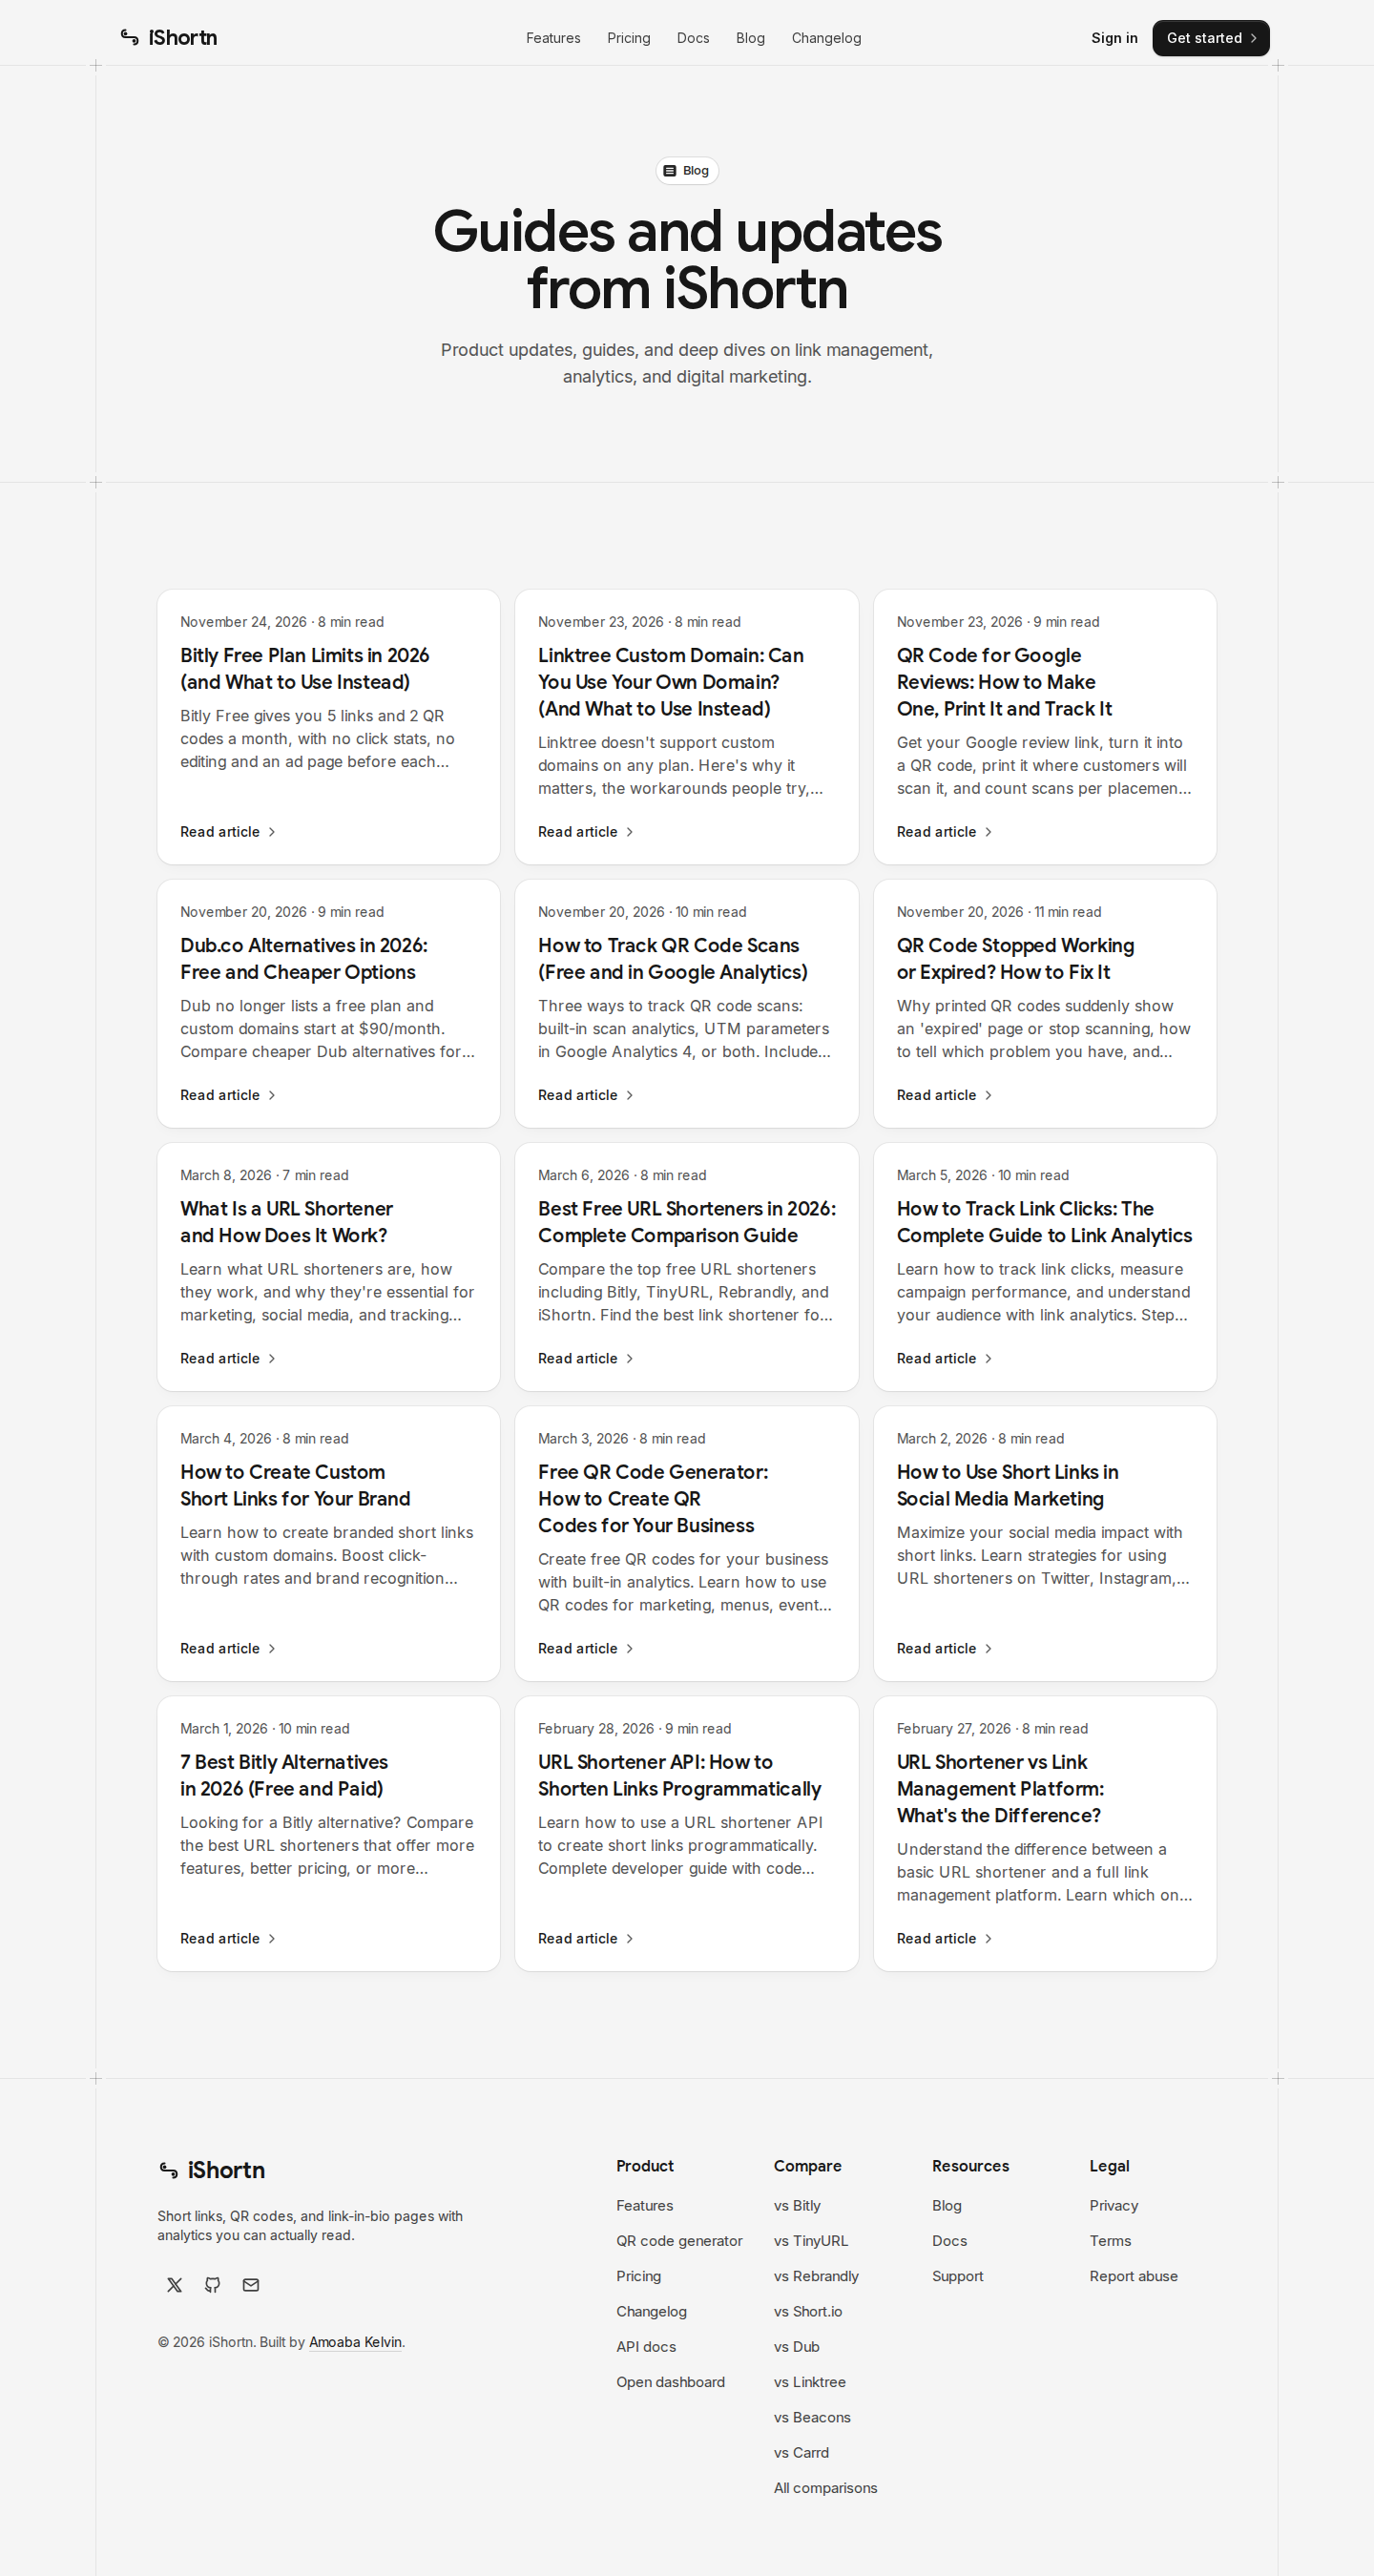 iShortn
Features
Pricing
Docs
Blog
Changelog
Sign in
Get started
Blog
Guides and updates
from iShortn
Product updates, guides, and deep dives on link management,
analytics, and digital marketing.
November 24, 2026 · 8 min read
Bitly Free Plan Limits in 2026
(and What to Use Instead)
Bitly Free gives you 5 links and 2 QR
codes a month, with no click stats, no
editing and an ad page before each...
Read article
November 23, 2026 · 8 min read
Linktree Custom Domain: Can
You Use Your Own Domain?
(And What to Use Instead)
Linktree doesn't support custom
domains on any plan. Here's why it
matters, the workarounds people try,...
Read article
November 23, 2026 · 9 min read
QR Code for Google
Reviews: How to Make
One, Print It and Track It
Get your Google review link, turn it into
a QR code, print it where customers will
scan it, and count scans per placemen...
Read article
November 20, 2026 · 9 min read
Dub.co Alternatives in 2026:
Free and Cheaper Options
Dub no longer lists a free plan and
custom domains start at $90/month.
Compare cheaper Dub alternatives for...
Read article
November 20, 2026 · 10 min read
How to Track QR Code Scans
(Free and in Google Analytics)
Three ways to track QR code scans:
built-in scan analytics, UTM parameters
in Google Analytics 4, or both. Include...
Read article
November 20, 2026 · 11 min read
QR Code Stopped Working
or Expired? How to Fix It
Why printed QR codes suddenly show
an 'expired' page or stop scanning, how
to tell which problem you have, and...
Read article
March 8, 2026 · 7 min read
What Is a URL Shortener
and How Does It Work?
Learn what URL shorteners are, how
they work, and why they're essential for
marketing, social media, and tracking...
Read article
March 6, 2026 · 8 min read
Best Free URL Shorteners in 2026:
Complete Comparison Guide
Compare the top free URL shorteners
including Bitly, TinyURL, Rebrandly, and
iShortn. Find the best link shortener fo...
Read article
March 5, 2026 · 10 min read
How to Track Link Clicks: The
Complete Guide to Link Analytics
Learn how to track link clicks, measure
campaign performance, and understand
your audience with link analytics. Step...
Read article
March 4, 2026 · 8 min read
How to Create Custom
Short Links for Your Brand
Learn how to create branded short links
with custom domains. Boost click-
through rates and brand recognition...
Read article
March 3, 2026 · 8 min read
Free QR Code Generator:
How to Create QR
Codes for Your Business
Create free QR codes for your business
with built-in analytics. Learn how to use
QR codes for marketing, menus, event...
Read article
March 2, 2026 · 8 min read
How to Use Short Links in
Social Media Marketing
Maximize your social media impact with
short links. Learn strategies for using
URL shorteners on Twitter, Instagram,...
Read article
March 1, 2026 · 10 min read
7 Best Bitly Alternatives
in 2026 (Free and Paid)
Looking for a Bitly alternative? Compare
the best URL shorteners that offer more
features, better pricing, or more...
Read article
February 28, 2026 · 9 min read
URL Shortener API: How to
Shorten Links Programmatically
Learn how to use a URL shortener API
to create short links programmatically.
Complete developer guide with code...
Read article
February 27, 2026 · 8 min read
URL Shortener vs Link
Management Platform:
What's the Difference?
Understand the difference between a
basic URL shortener and a full link
management platform. Learn which on...
Read article
iShortn
Short links, QR codes, and link-in-bio pages with
analytics you can actually read.
© 2026 iShortn. Built by Amoaba Kelvin.
Product
Features
QR code generator
Pricing
Changelog
API docs
Open dashboard
Compare
vs Bitly
vs TinyURL
vs Rebrandly
vs Short.io
vs Dub
vs Linktree
vs Beacons
vs Carrd
All comparisons
Resources
Blog
Docs
Support
Legal
Privacy
Terms
Report abuse